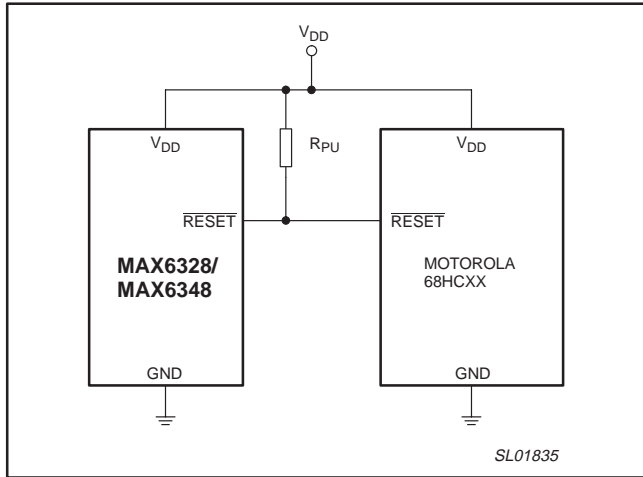 VDD
VDD
RPU
VDD
RESET
RESET
MAX6328/
MAX6348
MOTOROLA
68HCXX
GND
GND
SL01835